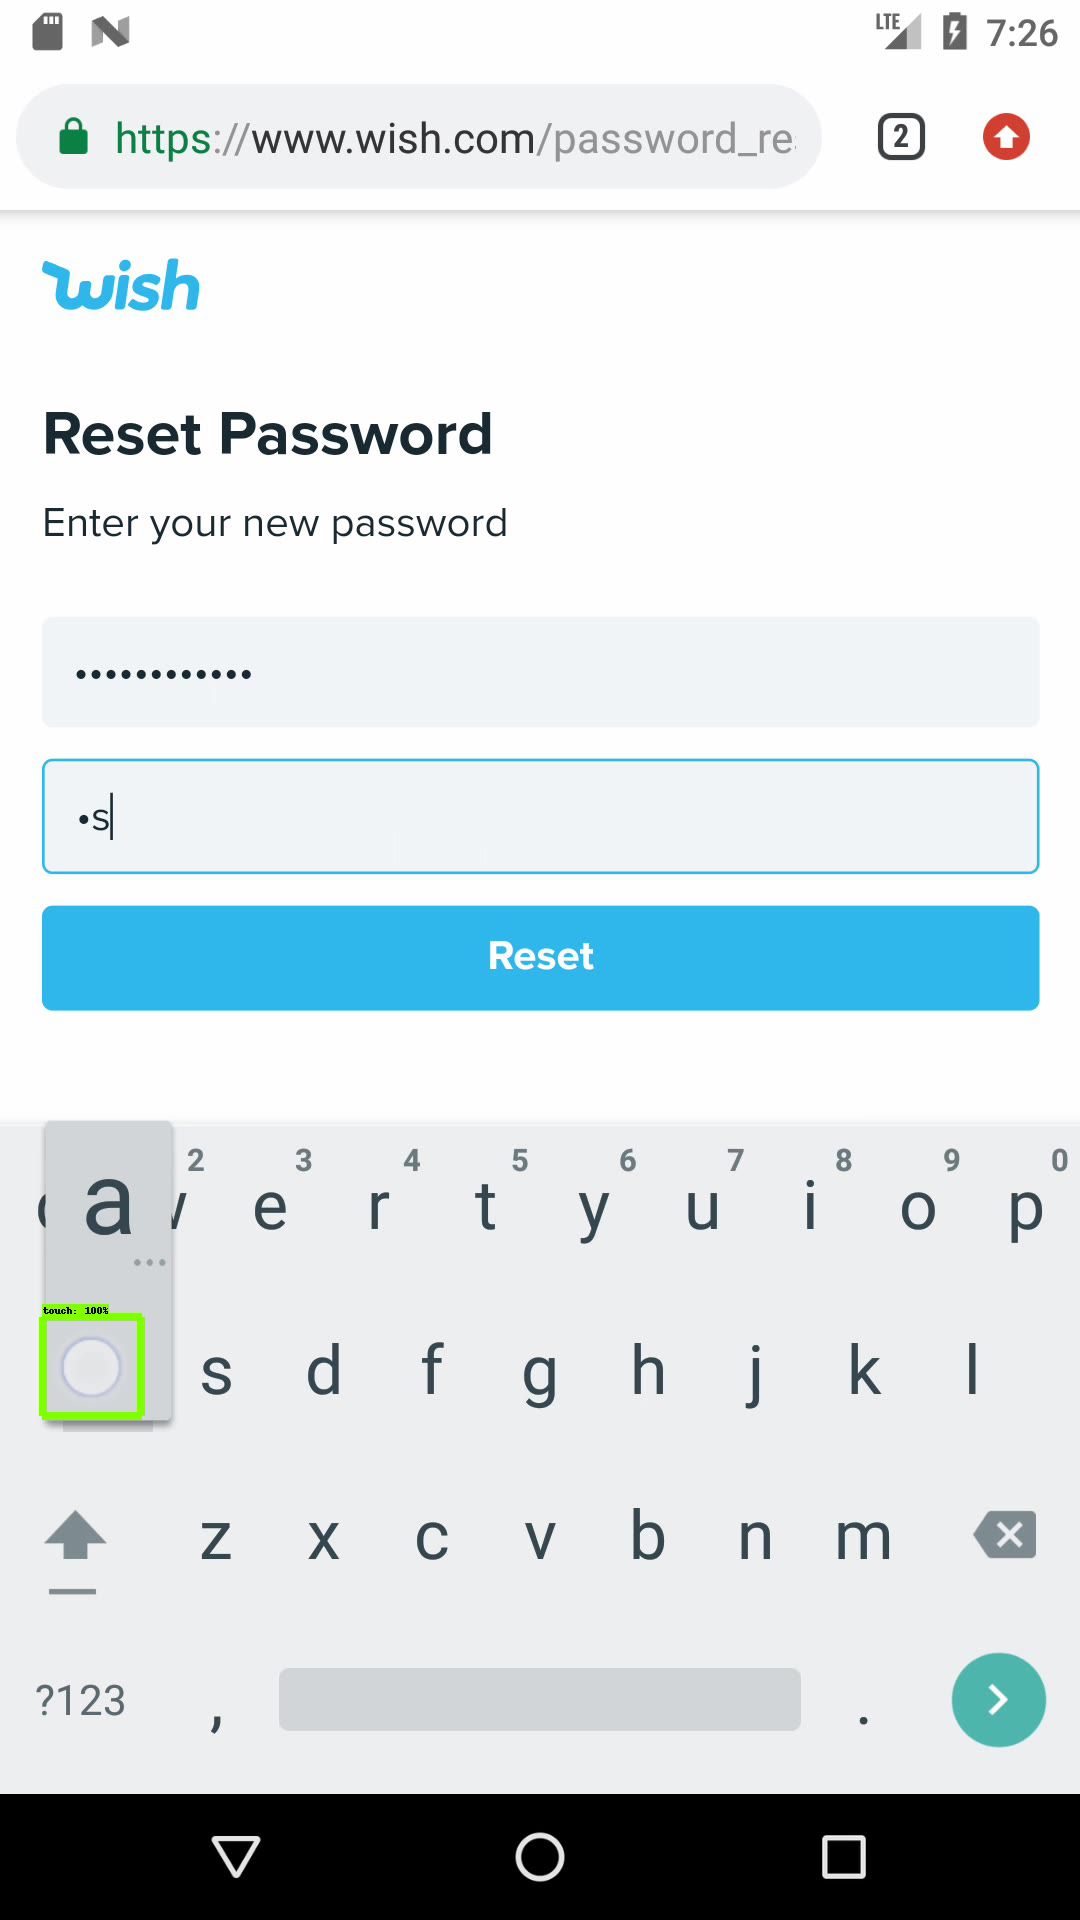 LTE 7:26
https://www.wish.com/password_re
2
wish
Reset Password
Enter your new password
••••••••••••
•s
Reset
2 3 4 5 6 7 8 9 0
a e r t y u i o p
...
touch: 100%
s d f g h j k l
z x c v b n m
?123 , .